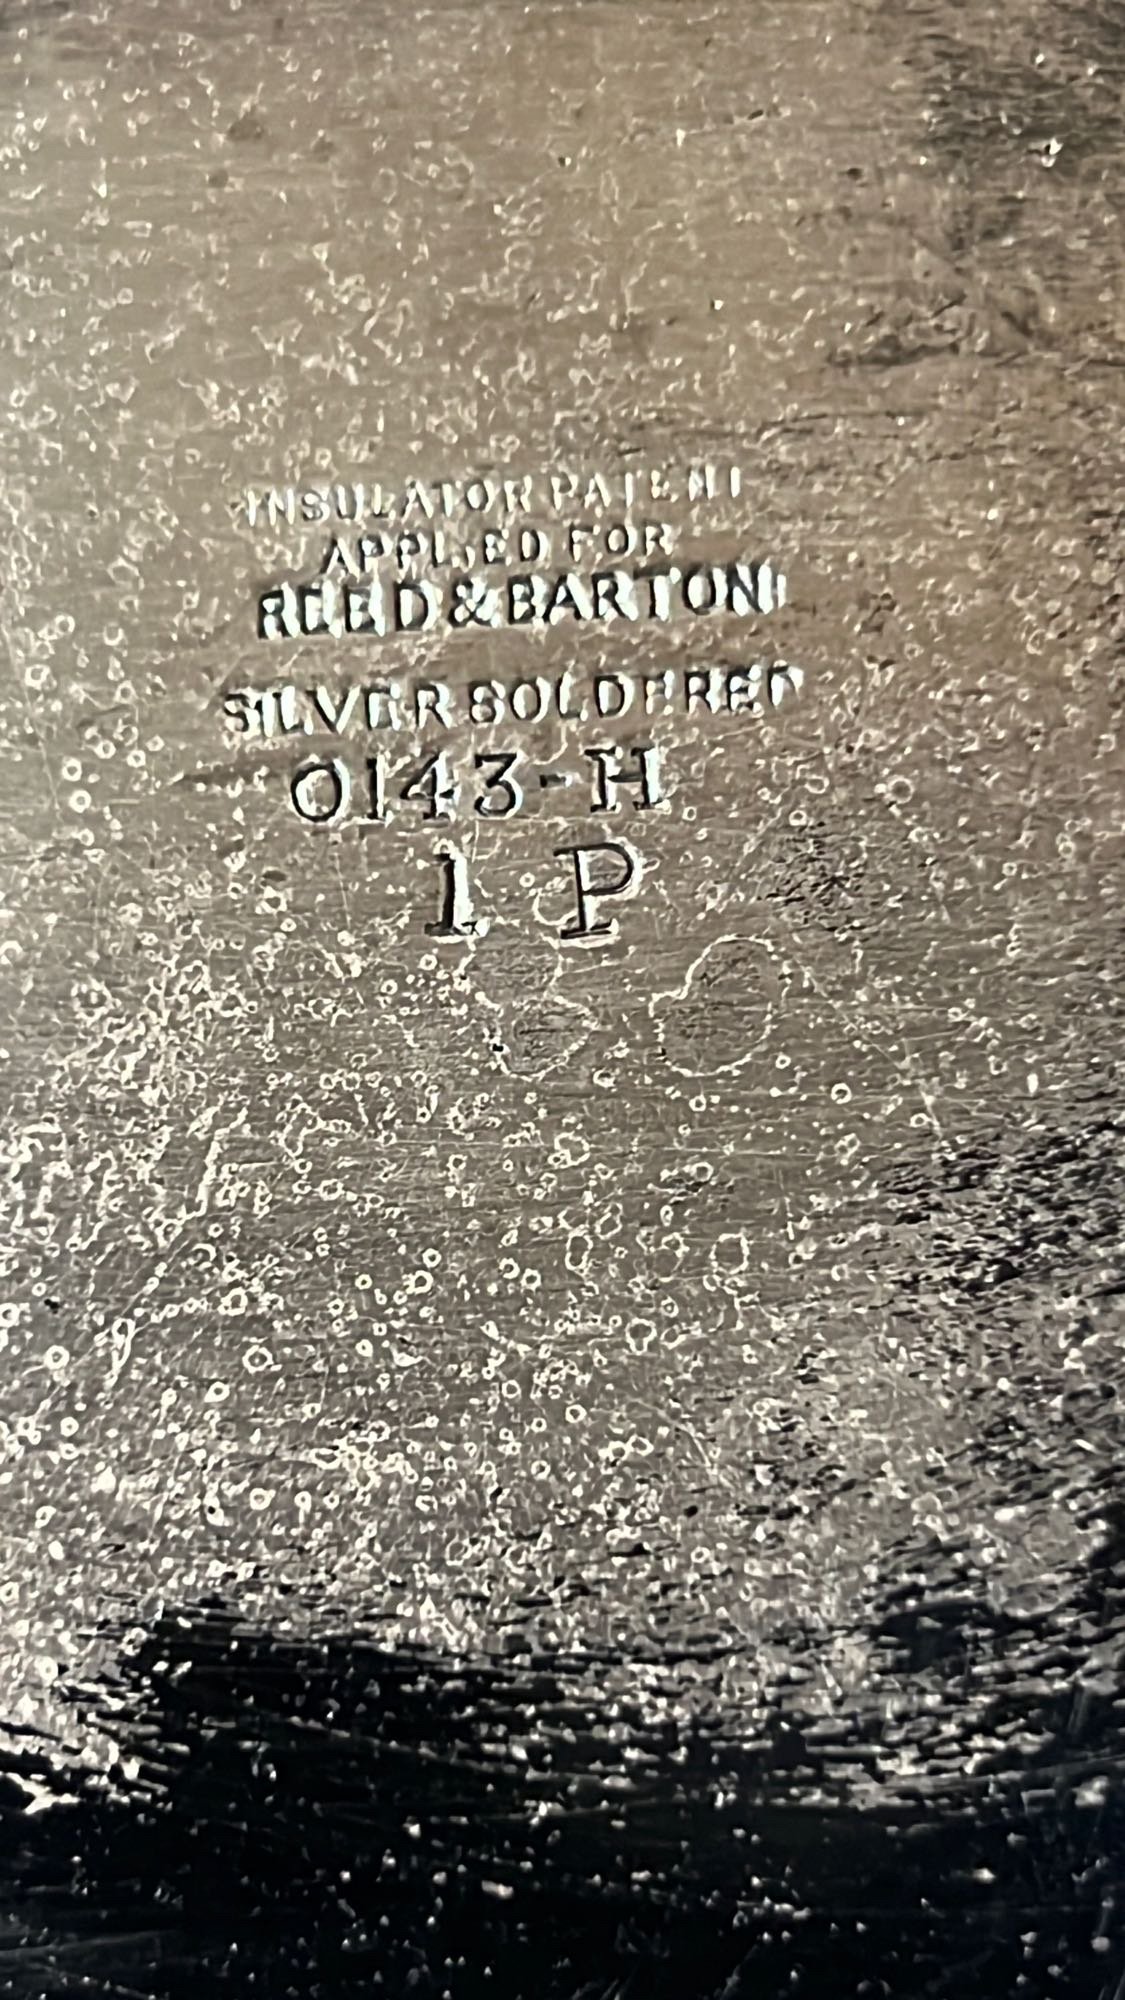 INSULATOR PATENT
APPLIED FOR
REED & BARTON
SILVER SOLDERED
0143-H
1 P